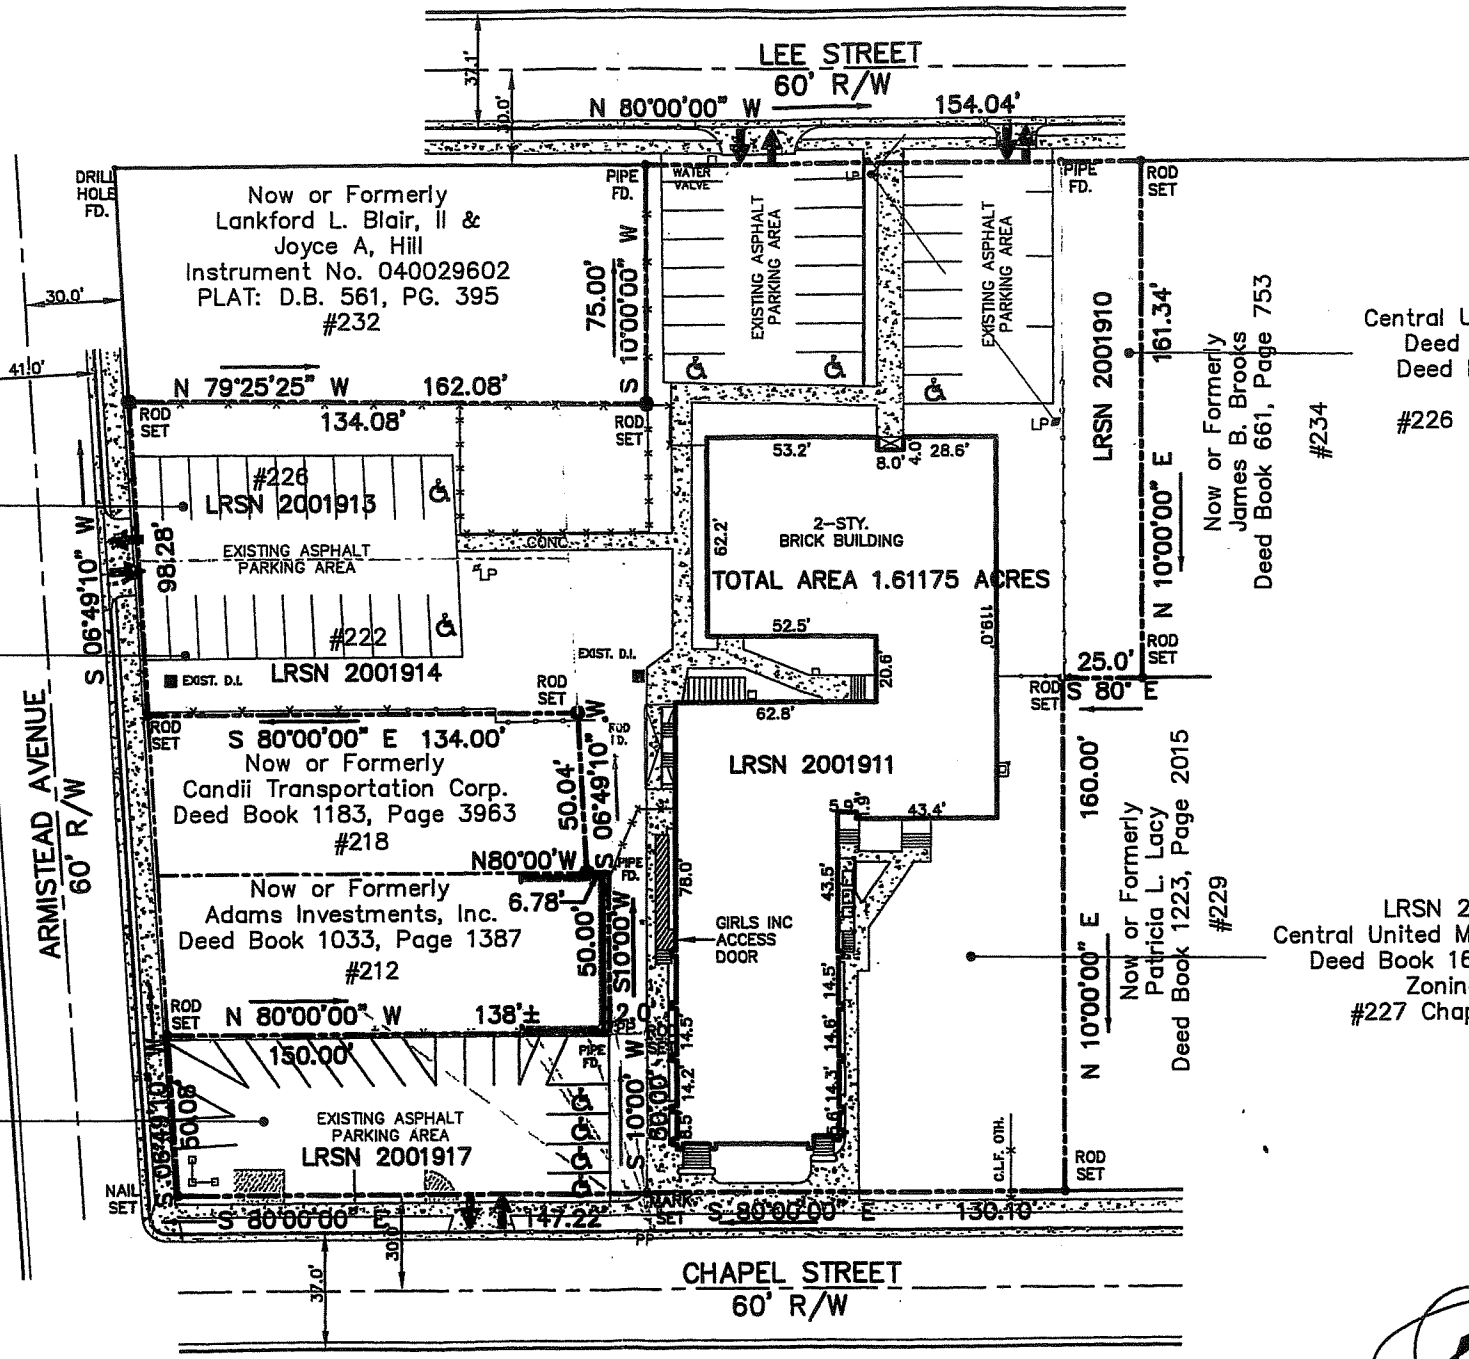 LEE STREET
60' R/W
37.1'
30.0'
N 80°00'00" W
154.04'
DRILL
HOLE
FD.
Now or Formerly
Lankford L. Blair, II &
Joyce A, Hill
Instrument No. 040029602
PLAT: D.B. 561, PG. 395
#232
PIPE
FD.
75.00'
S 10°00'00" W
WATER
VALVE
LP
EXISTING ASPHALT
PARKING AREA
EXISTING ASPHALT
PARKING AREA
PIPE
FD.
ROD
SET
LRSN 2001910
161.34'
N 10°00'00" E
Now or Formerly
James B. Brooks
Deed Book 661, Page 753
#234
Central U
Deed
Deed
#226
30.0'
41.0'
N 79°25'25" W
162.08'
ROD
SET
134.08'
ROD
SET
LP
#226
LRSN 2001913
EXISTING ASPHALT
PARKING AREA
98.28'
S 06°49'10" W
CONC.
LP
53.2'
8.0'
4.0'
28.6'
62.2'
2-STY.
BRICK BUILDING
TOTAL AREA 1.61175 ACRES
119.0'
52.5'
20.6'
62.8'
#222
LRSN 2001914
EXIST. D.I.
EXIST. D.I.
ROD
SET
ROD
SET
25.0'
S 80° E
ROD
SET
ROD
SET
S 80°00'00" E 134.00'
Now or Formerly
Candii Transportation Corp.
Deed Book 1183, Page 3963
#218
50.04'
S 06°49'10" W
LRSN 2001911
5.9'
43.4'
160.00'
N 10°00'00" E
Now or Formerly
Patricia L. Lacy
Deed Book 1223, Page 2015
#229
ARMISTEAD AVENUE
60' R/W
N80°00'W
6.78'
PIPE
FD.
Now or Formerly
Adams Investments, Inc.
Deed Book 1033, Page 1387
#212
50.00'
S10°00'W
78.0'
43.5'
GIRLS INC
ACCESS
DOOR
LRSN 2
Central United M
Deed Book 16
Zonin
#227 Chap
ROD
SET
N 80°00'00" W
138'±
150.00'
PIPE
FD.
14.5'
14.5'
14.6'
14.2'
14.3'
S 10°00' W
S 06°49'10" W
50.08'
EXISTING ASPHALT
PARKING AREA
LRSN 2001917
C.L.F. OTH.
ROD
SET
NAIL
SET
S 80°00'00" E
147.22'
MARK
SET
S 80°00'00" E
130.10'
PP
37.0'
30.0'
CHAPEL STREET
60' R/W